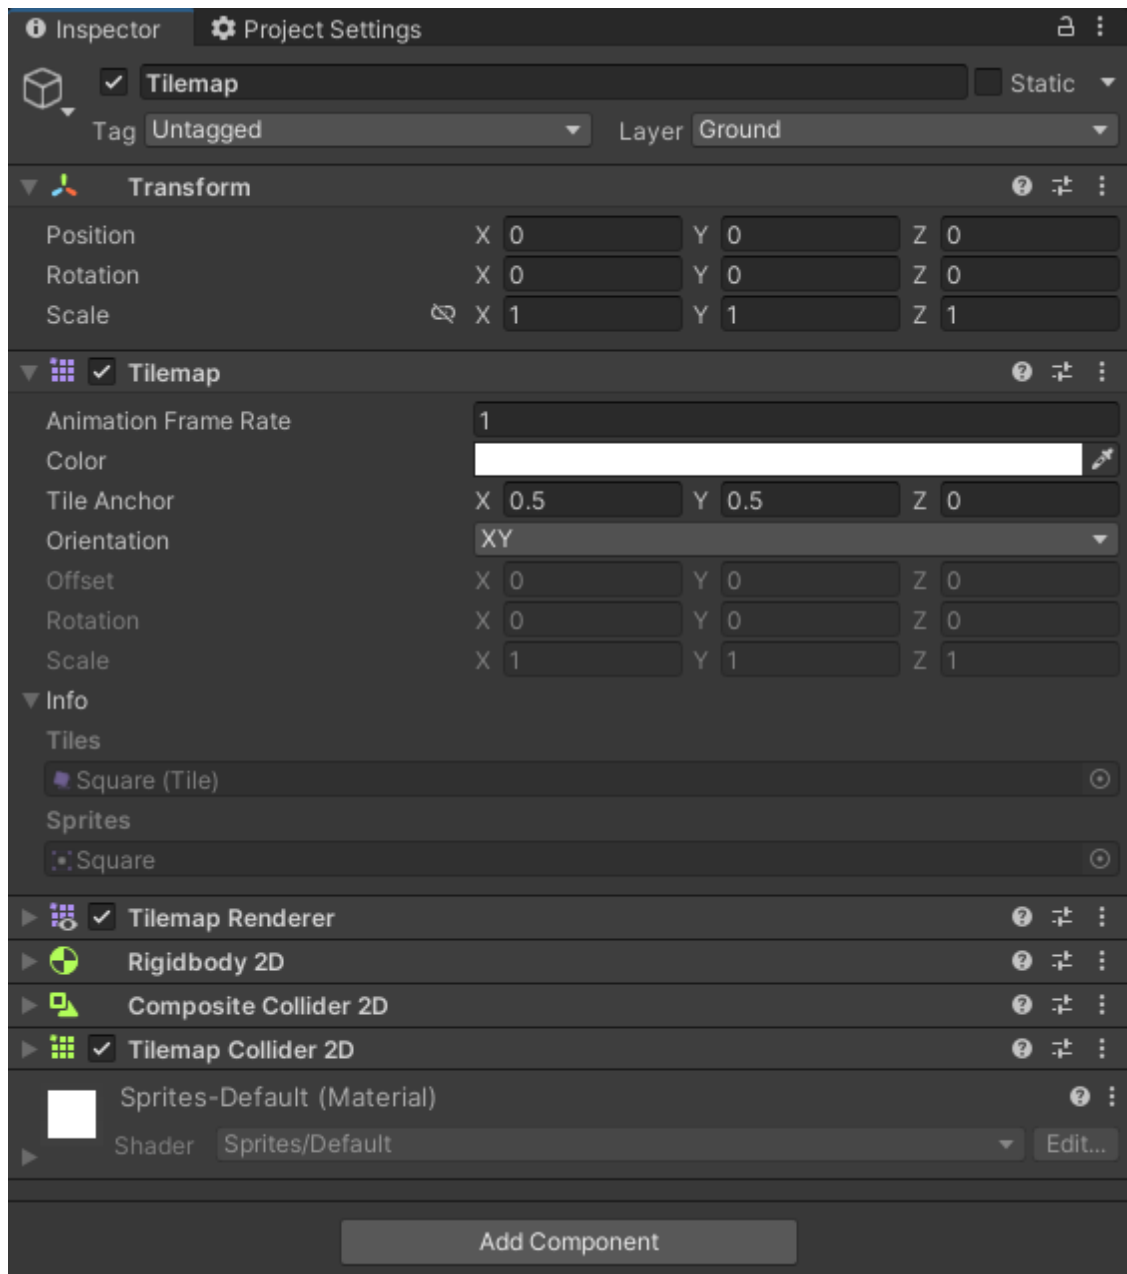 Inspector Project Settings
Tilemap Static
Tag Untagged Layer Ground
Transform
Position X 0 Y 0 Z 0
Rotation X 0 Y 0 Z 0
Scale X 1 Y 1 Z 1
Tilemap
Animation Frame Rate 1
Color
Tile Anchor X 0.5 Y 0.5 Z 0
Orientation XY
Offset X 0 Y 0 Z 0
Rotation X 0 Y 0 Z 0
Scale X 1 Y 1 Z 1
Info
Tiles
Square (Tile)
Sprites
Square
Tilemap Renderer
Rigidbody 2D
Composite Collider 2D
Tilemap Collider 2D
Sprites-Default (Material)
Shader Sprites/Default Edit...
Add Component